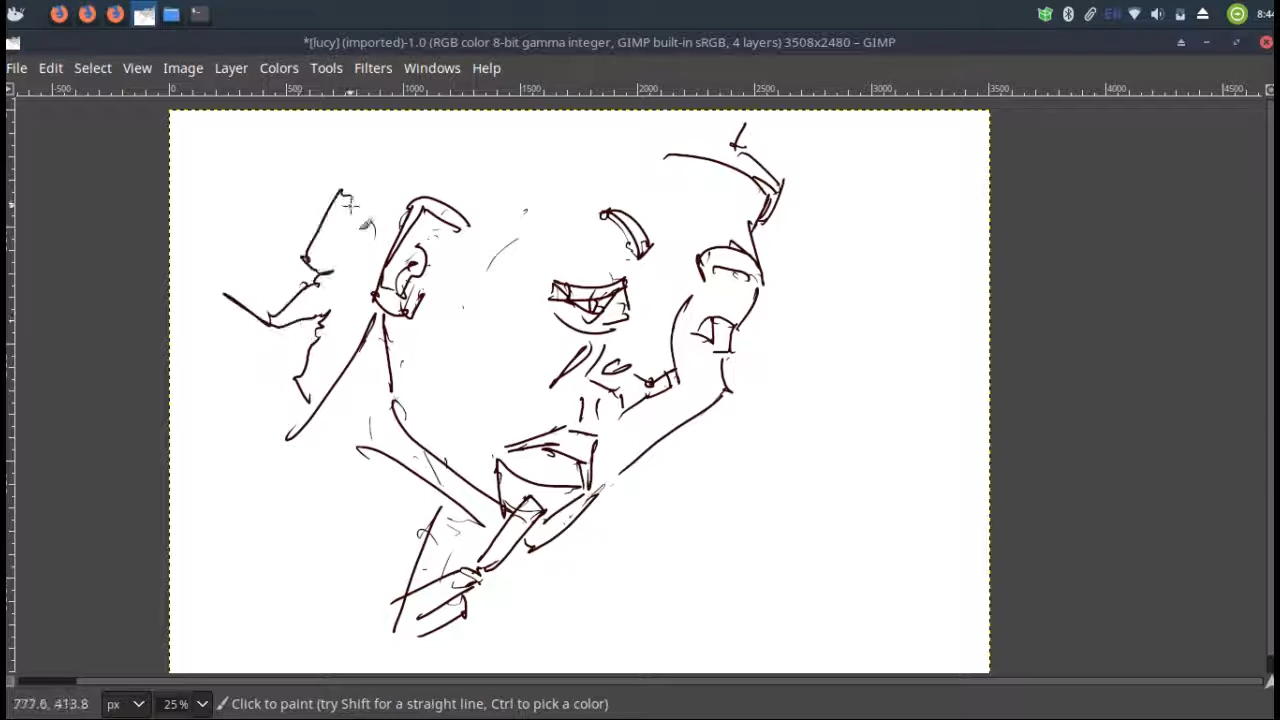 EN
8:44
*[lucy] (imported)-1.0 (RGB color 8-bit gamma integer, GIMP built-in sRGB, 4 layers) 3508x2480 – GIMP
File Edit Select View Image Layer Colors Tools Filters Windows Help
-500 0 500 1000 1500 2000 2500 3000 3500 4000 4500
777.6, 413.8 px 25% Click to paint (try Shift for a straight line, Ctrl to pick a color)